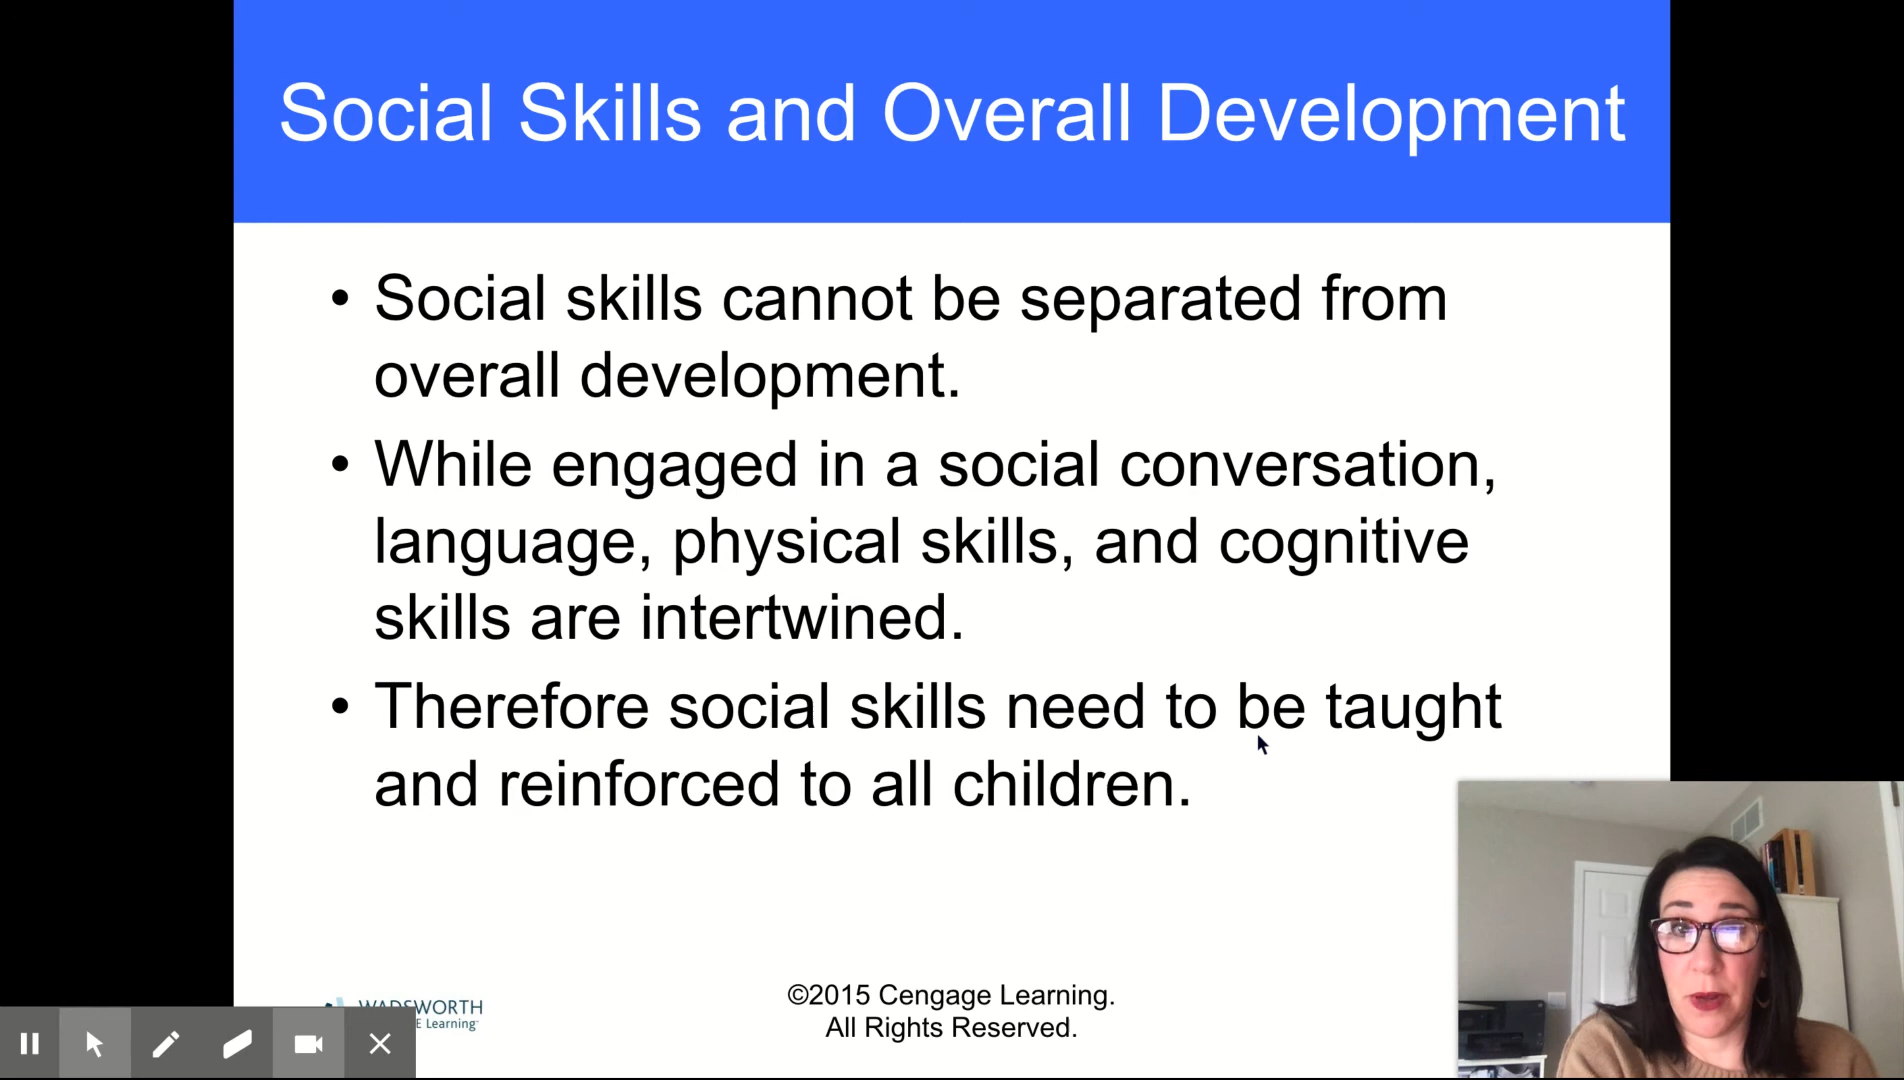 Social Skills and Overall Development
• Social skills cannot be separated from
overall development.
• While engaged in a social conversation,
language, physical skills, and cognitive
skills are intertwined.
• Therefore social skills need to be taught
and reinforced to all children.
WADSWORTH
E Learning™
©2015 Cengage Learning.
All Rights Reserved.